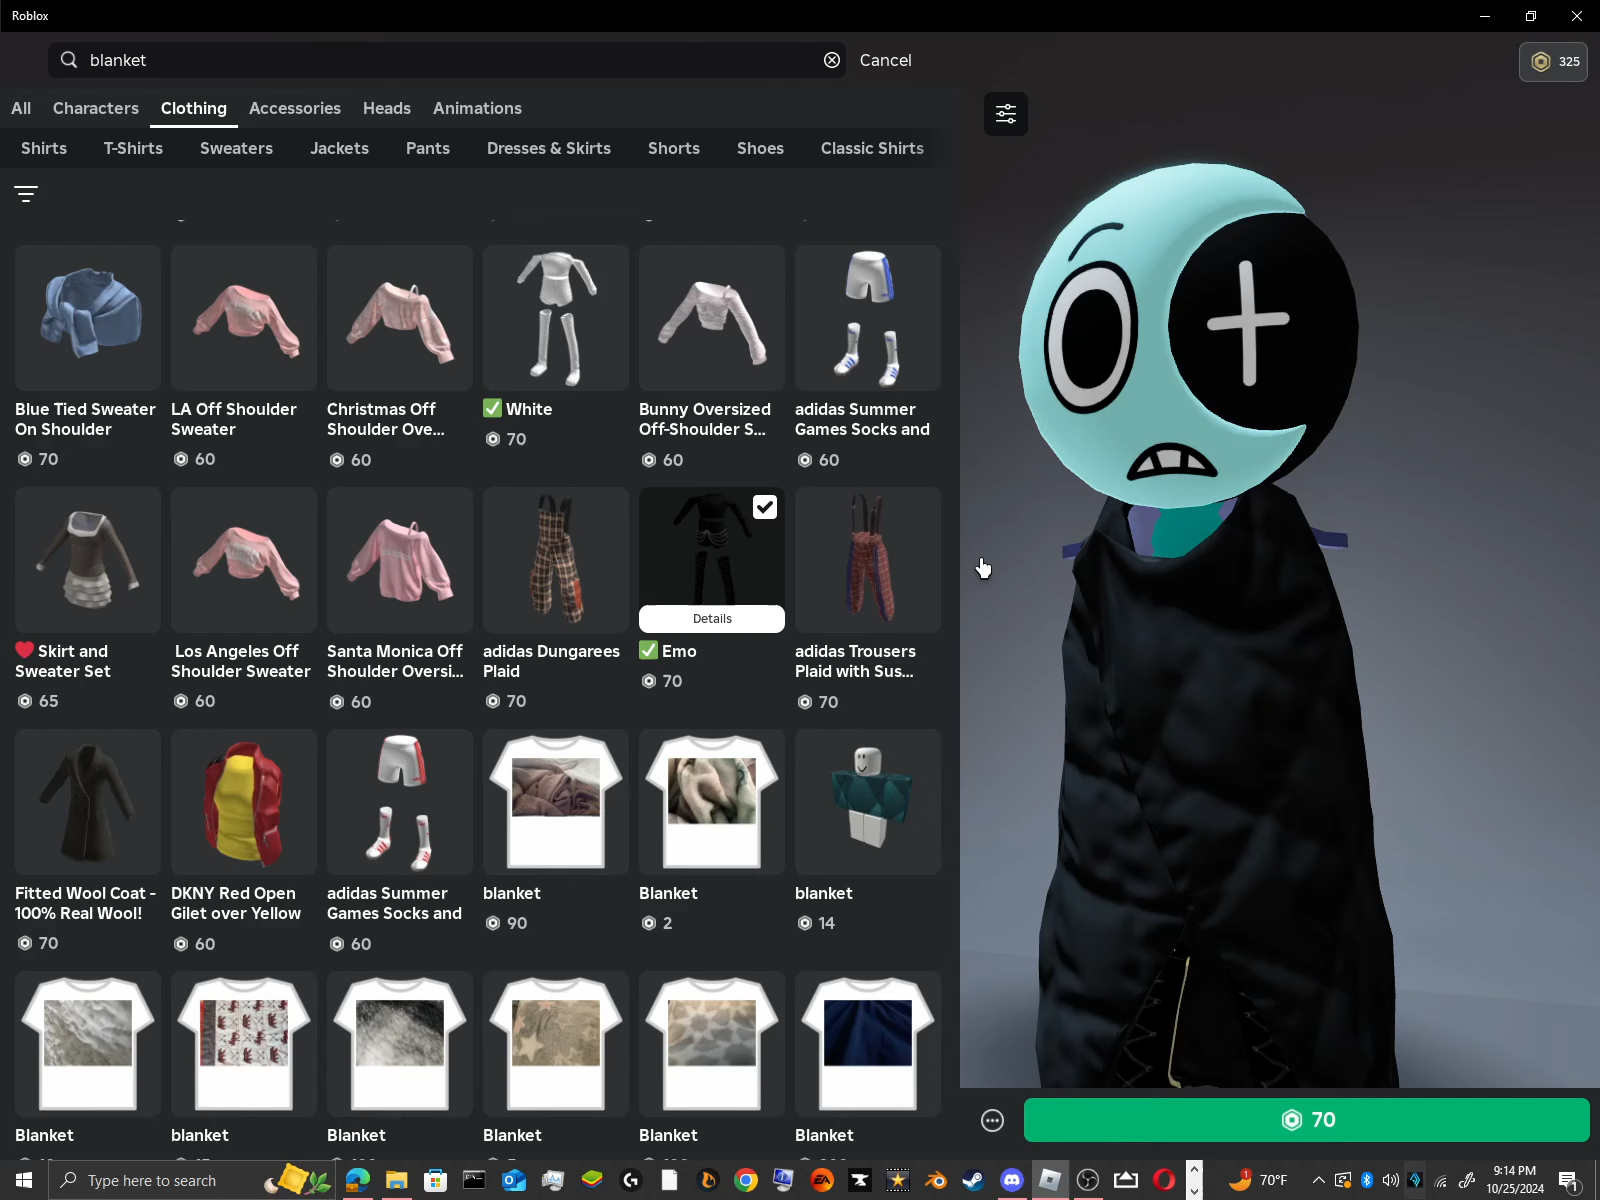 Roblox
blanket
Cancel
325
All Characters Clothing Accessories Heads Animations
Shirts T-Shirts Sweaters Jackets Pants Dresses & Skirts Shorts Shoes Classic Shirts
Blue Tied Sweater
On Shoulder
70
LA Off Shoulder
Sweater
60
Christmas Off
Shoulder Ove...
60
✅ White
70
Bunny Oversized
Off-Shoulder S...
60
adidas Summer
Games Socks and
60
❤️ Skirt and
Sweater Set
65
Los Angeles Off
Shoulder Sweater
60
Santa Monica Off
Shoulder Oversi...
60
adidas Dungarees
Plaid
70
Details
✅ Emo
70
adidas Trousers
Plaid with Sus...
70
Fitted Wool Coat -
100% Real Wool!
70
DKNY Red Open
Gilet over Yellow
60
adidas Summer
Games Socks and
60
blanket
90
Blanket
2
blanket
14
Blanket
blanket
Blanket
Blanket
Blanket
Blanket
70
Type here to search
1
70°F
9:14 PM
10/25/2024
1